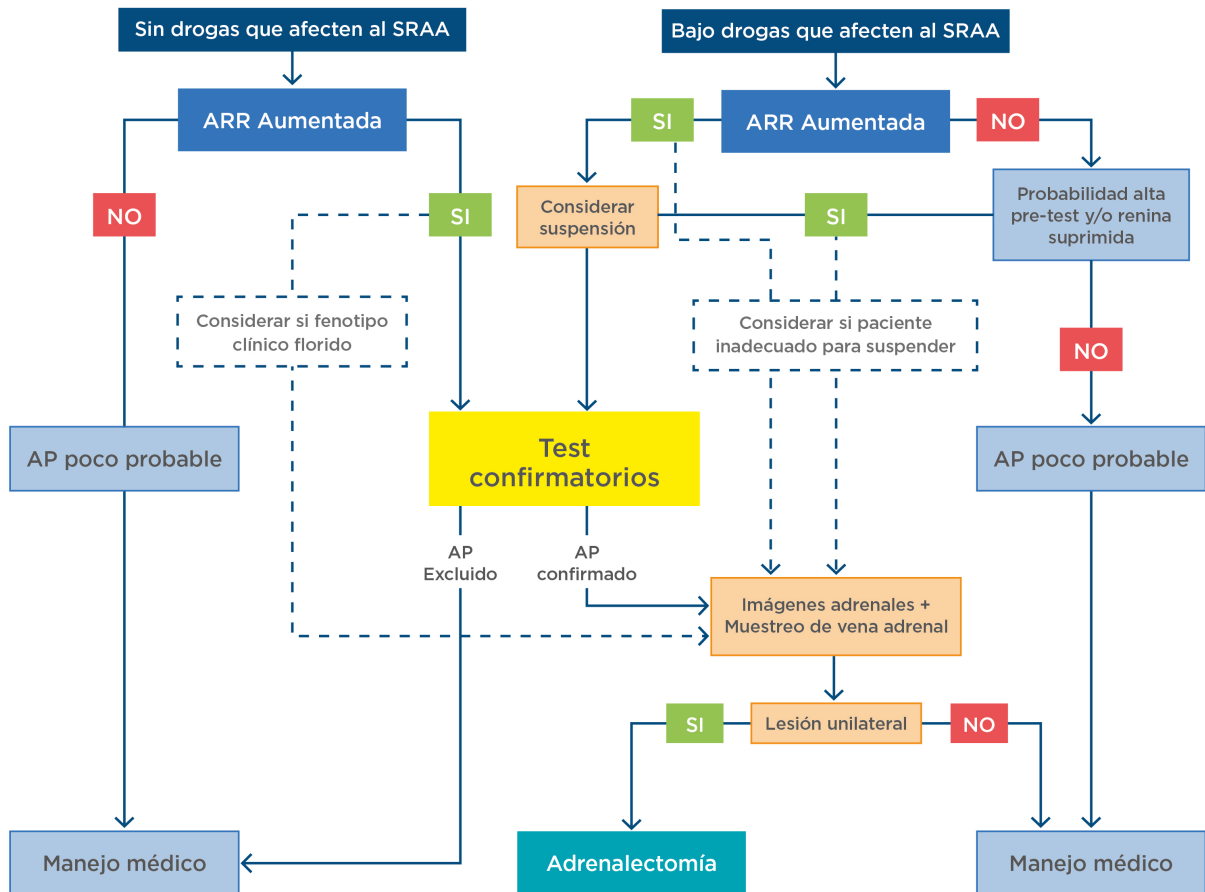 Sin drogas que afecten al SRAA
Bajo drogas que afecten al SRAA
ARR Aumentada
SI
ARR Aumentada
NO
NO
SI
Considerar
suspensión
SI
Probabilidad alta
pre-test y/o renina
suprimida
Considerar si fenotipo
clínico florido
Considerar si paciente
inadecuado para suspender
NO
AP poco probable
Test
confirmatorios
AP poco probable
AP
Excluido
AP
confirmado
Imágenes adrenales +
Muestreo de vena adrenal
SI
Lesión unilateral
NO
Manejo médico
Adrenalectomía
Manejo médico